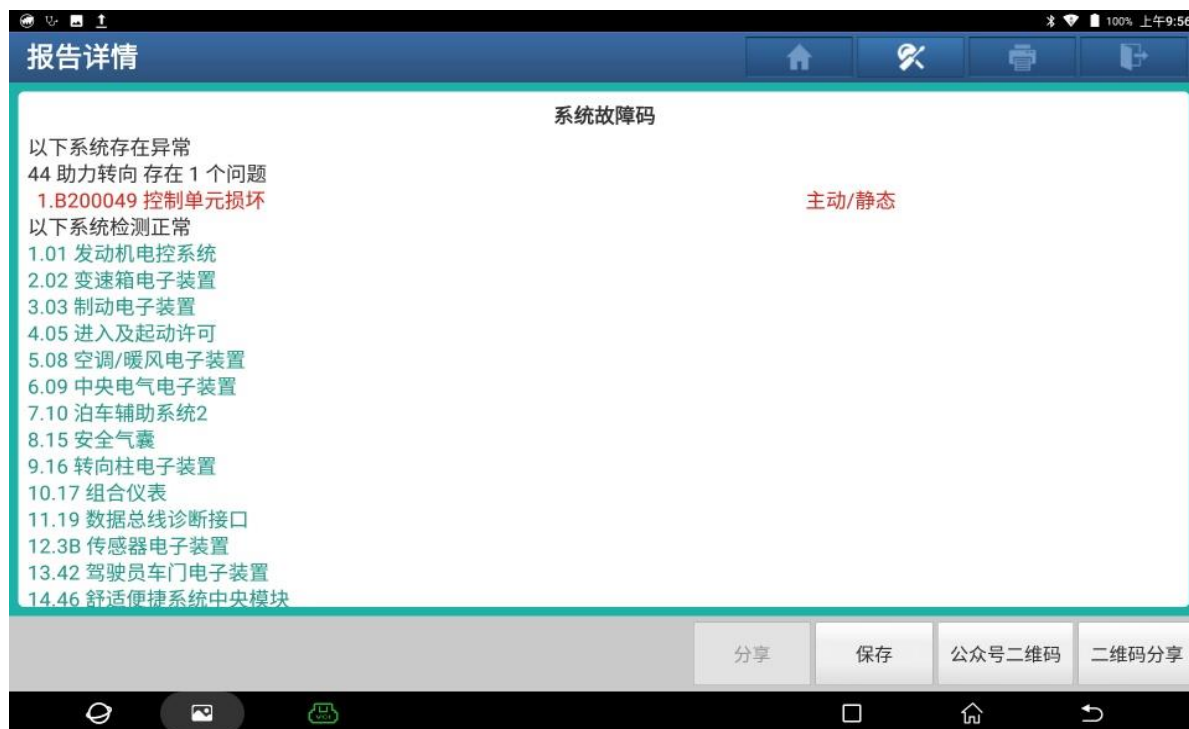 100% 上午9:56
报告详情
系统故障码
以下系统存在异常
44 助力转向 存在 1 个问题
1.B200049 控制单元损坏 主动/静态
以下系统检测正常
1.01 发动机电控系统
2.02 变速箱电子装置
3.03 制动电子装置
4.05 进入及起动许可
5.08 空调/暖风电子装置
6.09 中央电气电子装置
7.10 泊车辅助系统2
8.15 安全气囊
9.16 转向柱电子装置
10.17 组合仪表
11.19 数据总线诊断接口
12.3B 传感器电子装置
13.42 驾驶员车门电子装置
14.46 舒适便捷系统中央模块
分享 保存 公众号二维码 二维码分享
VCI